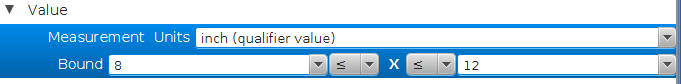 ▼ Value
Measurement Units inch (qualifier value)
Bound 8 ≤ X ≤ 12